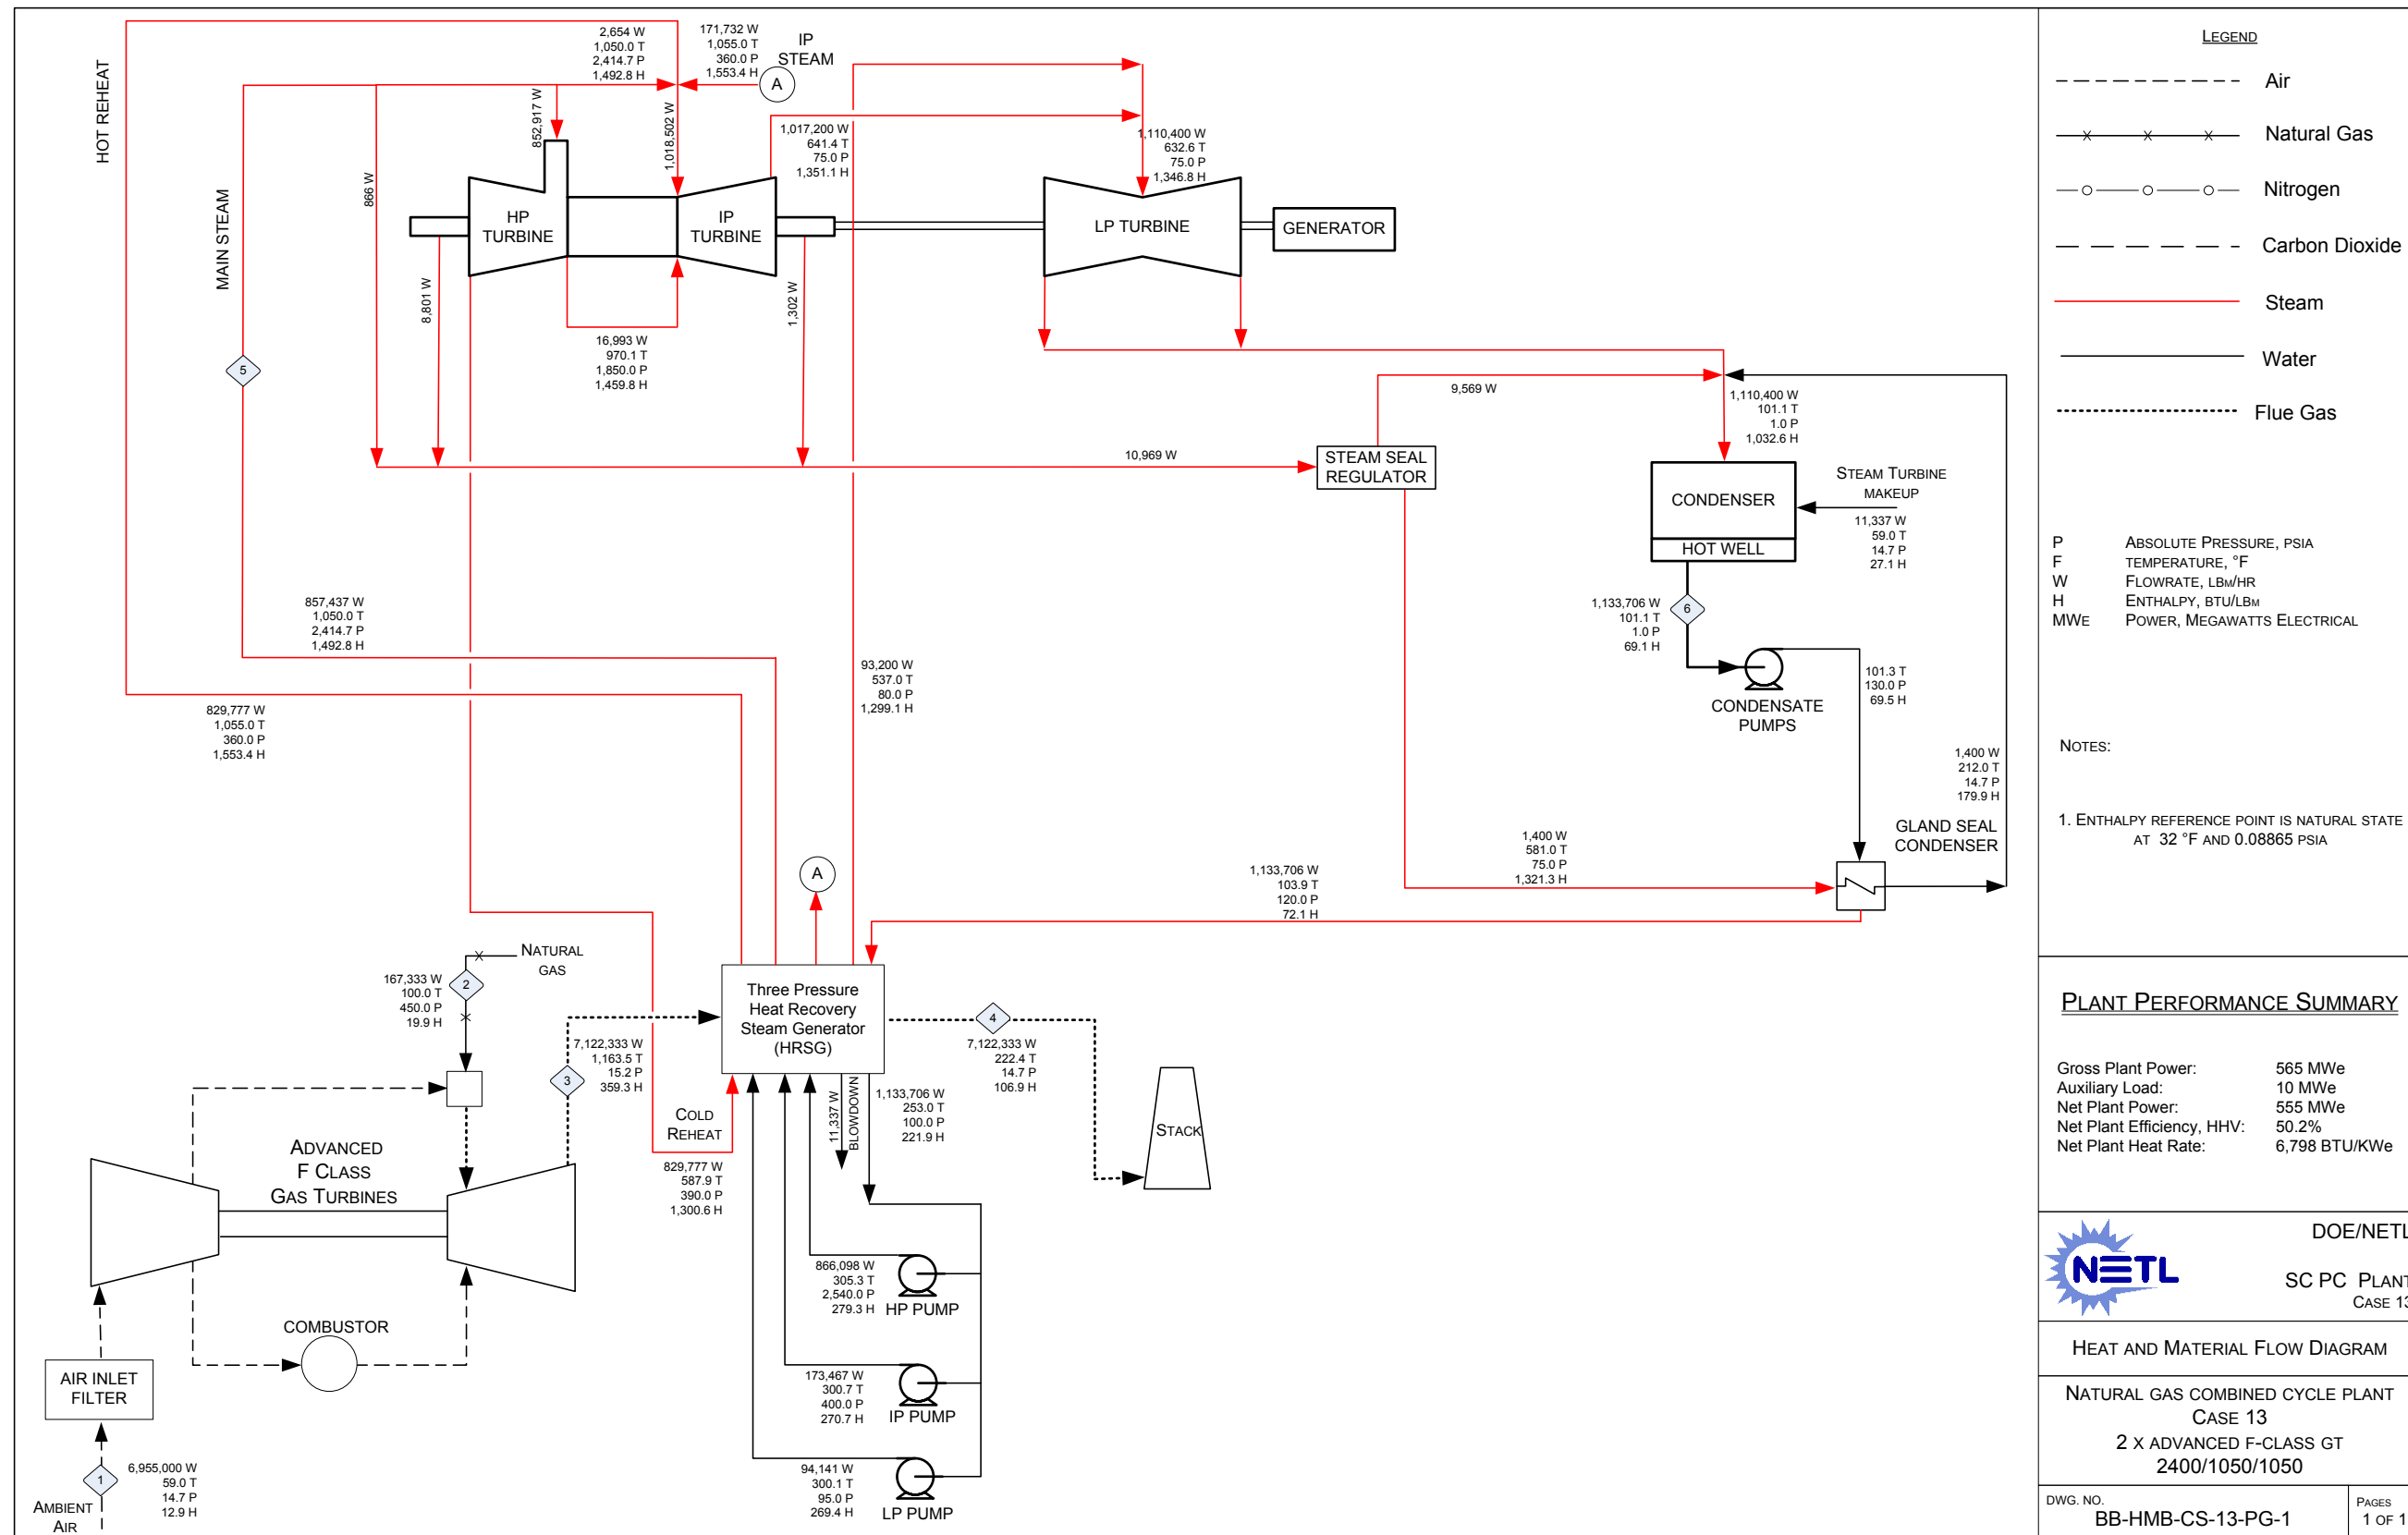 HOT REHEAT
MAIN STEAM
2,654 W
1,050.0 T
2,414.7 P
1,492.8 H
171,732 W
1,055.0 T
360.0 P
1,553.4 H
IP
STEAM
A
852,917 W
1,018,502 W
866 W
1,017,200 W
641.4 T
75.0 P
1,351.1 H
1,110,400 W
632.6 T
75.0 P
1,346.8 H
HP
TURBINE
IP
TURBINE
LP TURBINE
GENERATOR
8,801 W
1,302 W
16,993 W
970.1 T
1,850.0 P
1,459.8 H
5
10,969 W
STEAM SEAL
REGULATOR
9,569 W
1,110,400 W
101.1 T
1.0 P
1,032.6 H
CONDENSER
HOT WELL
STEAM TURBINE
MAKEUP
11,337 W
59.0 T
14.7 P
27.1 H
1,133,706 W
101.1 T
1.0 P
69.1 H
6
CONDENSATE
PUMPS
101.3 T
130.0 P
69.5 H
1,400 W
212.0 T
14.7 P
179.9 H
GLAND SEAL
CONDENSER
1,400 W
581.0 T
75.0 P
1,321.3 H
1,133,706 W
103.9 T
120.0 P
72.1 H
857,437 W
1,050.0 T
2,414.7 P
1,492.8 H
829,777 W
1,055.0 T
360.0 P
1,553.4 H
93,200 W
537.0 T
80.0 P
1,299.1 H
A
NATURAL
GAS
167,333 W
100.0 T
450.0 P
19.9 H
2
7,122,333 W
1,163.5 T
15.2 P
359.3 H
3
Three Pressure
Heat Recovery
Steam Generator
(HRSG)
4
7,122,333 W
222.4 T
14.7 P
106.9 H
STACK
COLD
REHEAT
829,777 W
587.9 T
390.0 P
1,300.6 H
11,337 W
BLOWDOWN
1,133,706 W
253.0 T
100.0 P
221.9 H
866,098 W
305.3 T
2,540.0 P
279.3 H
HP PUMP
173,467 W
300.7 T
400.0 P
270.7 H
IP PUMP
94,141 W
300.1 T
95.0 P
269.4 H
LP PUMP
ADVANCED
F CLASS
GAS TURBINES
COMBUSTOR
AIR INLET
FILTER
1
6,955,000 W
59.0 T
14.7 P
12.9 H
AMBIENT
AIR
LEGEND
Air
Natural Gas
Nitrogen
Carbon Dioxide
Steam
Water
Flue Gas
P ABSOLUTE PRESSURE, PSIA
F TEMPERATURE, °F
W FLOWRATE, LBM/HR
H ENTHALPY, BTU/LBM
MWE POWER, MEGAWATTS ELECTRICAL
NOTES:
1. ENTHALPY REFERENCE POINT IS NATURAL STATE
AT 32 °F AND 0.08865 PSIA
PLANT PERFORMANCE SUMMARY
Gross Plant Power: 565 MWe
Auxiliary Load: 10 MWe
Net Plant Power: 555 MWe
Net Plant Efficiency, HHV: 50.2%
Net Plant Heat Rate: 6,798 BTU/KWe
NETL
DOE/NETL
SC PC PLANT
CASE 13
HEAT AND MATERIAL FLOW DIAGRAM
NATURAL GAS COMBINED CYCLE PLANT
CASE 13
2 X ADVANCED F-CLASS GT
2400/1050/1050
DWG. NO.
BB-HMB-CS-13-PG-1
PAGES
1 OF 1